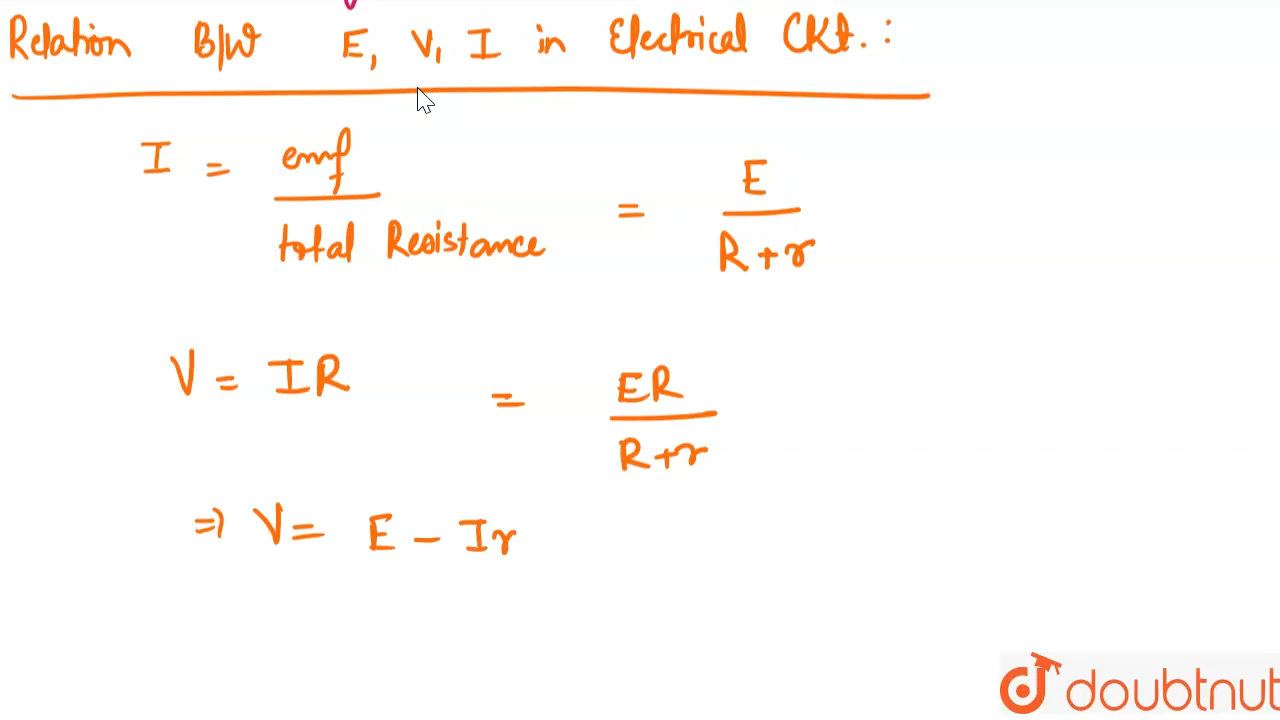 Relation B/W E, V, I in Electrical CKt. :
I = emf / total Resistance = E / R+r
V = IR = ER / R+r
⇒ V = E - Ir
doubtnut